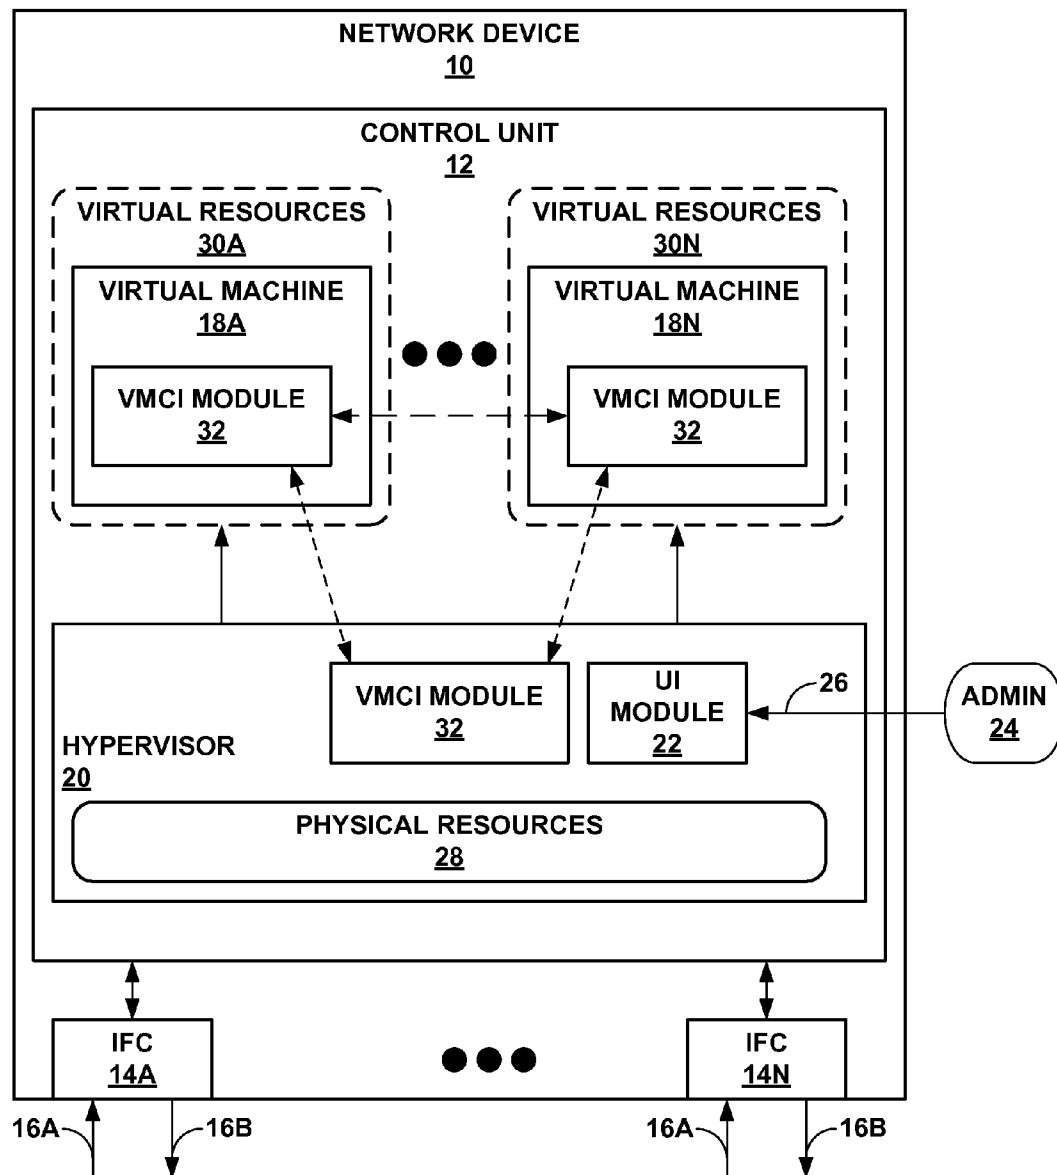 NETWORK DEVICE
10
CONTROL UNIT
12
VIRTUAL RESOURCES
30A
VIRTUAL MACHINE
18A
VMCI MODULE
32
VIRTUAL RESOURCES
30N
VIRTUAL MACHINE
18N
VMCI MODULE
32
HYPERVISOR
20
VMCI MODULE
32
UI
MODULE
22
26
ADMIN
24
PHYSICAL RESOURCES
28
IFC
14A
IFC
14N
16A
16B
16A
16B